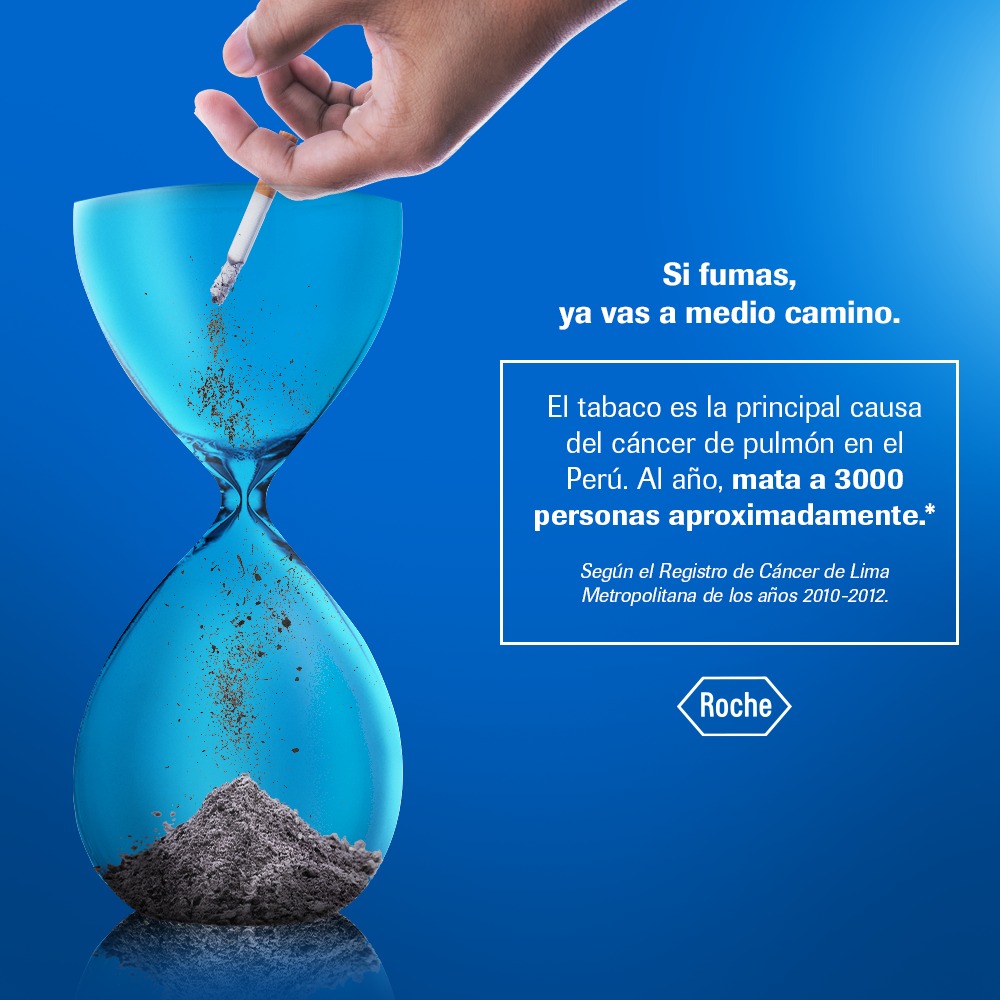 Si fumas,
ya vas a medio camino.
El tabaco es la principal causa
del cáncer de pulmón en el
Perú. Al año, mata a 3000
personas aproximadamente.*
Según el Registro de Cáncer de Lima
Metropolitana de los años 2010-2012.
Roche